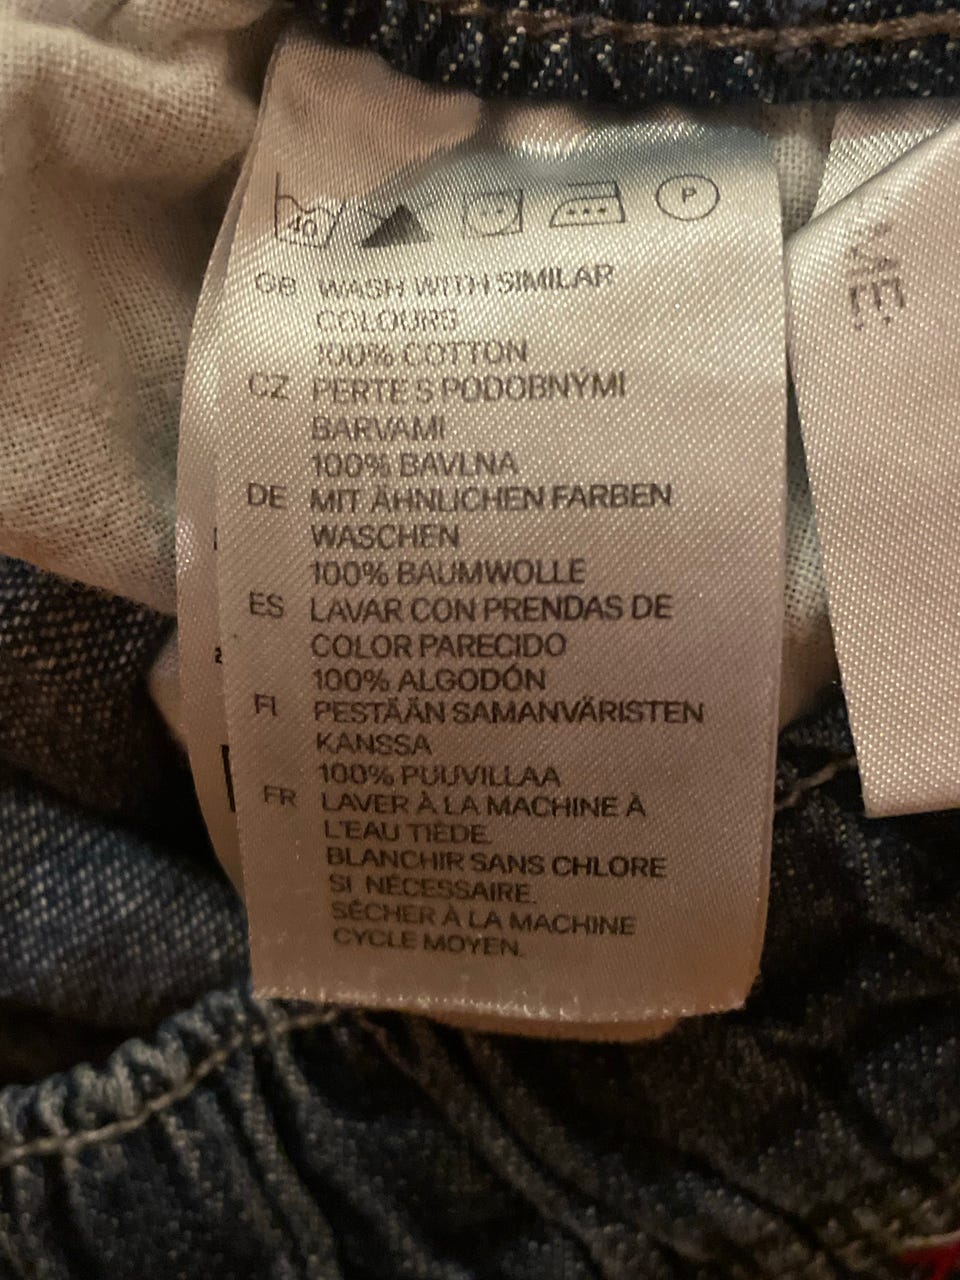 40 P
GB WASH WITH SIMILAR
COLOURS
100% COTTON
CZ PERTE S PODOBNÝMI
BARVAMI
100% BAVLNA
DE MIT ÄHNLICHEN FARBEN
WASCHEN
100% BAUMWOLLE
ES LAVAR CON PRENDAS DE
COLOR PARECIDO
100% ALGODÓN
FI PESTÄÄN SAMANVÄRISTEN
KANSSA
100% PUUVILLAA
FR LAVER À LA MACHINE À
L'EAU TIÈDE.
BLANCHIR SANS CHLORE
SI NÉCESSAIRE.
SÉCHER À LA MACHINE
CYCLE MOYEN.